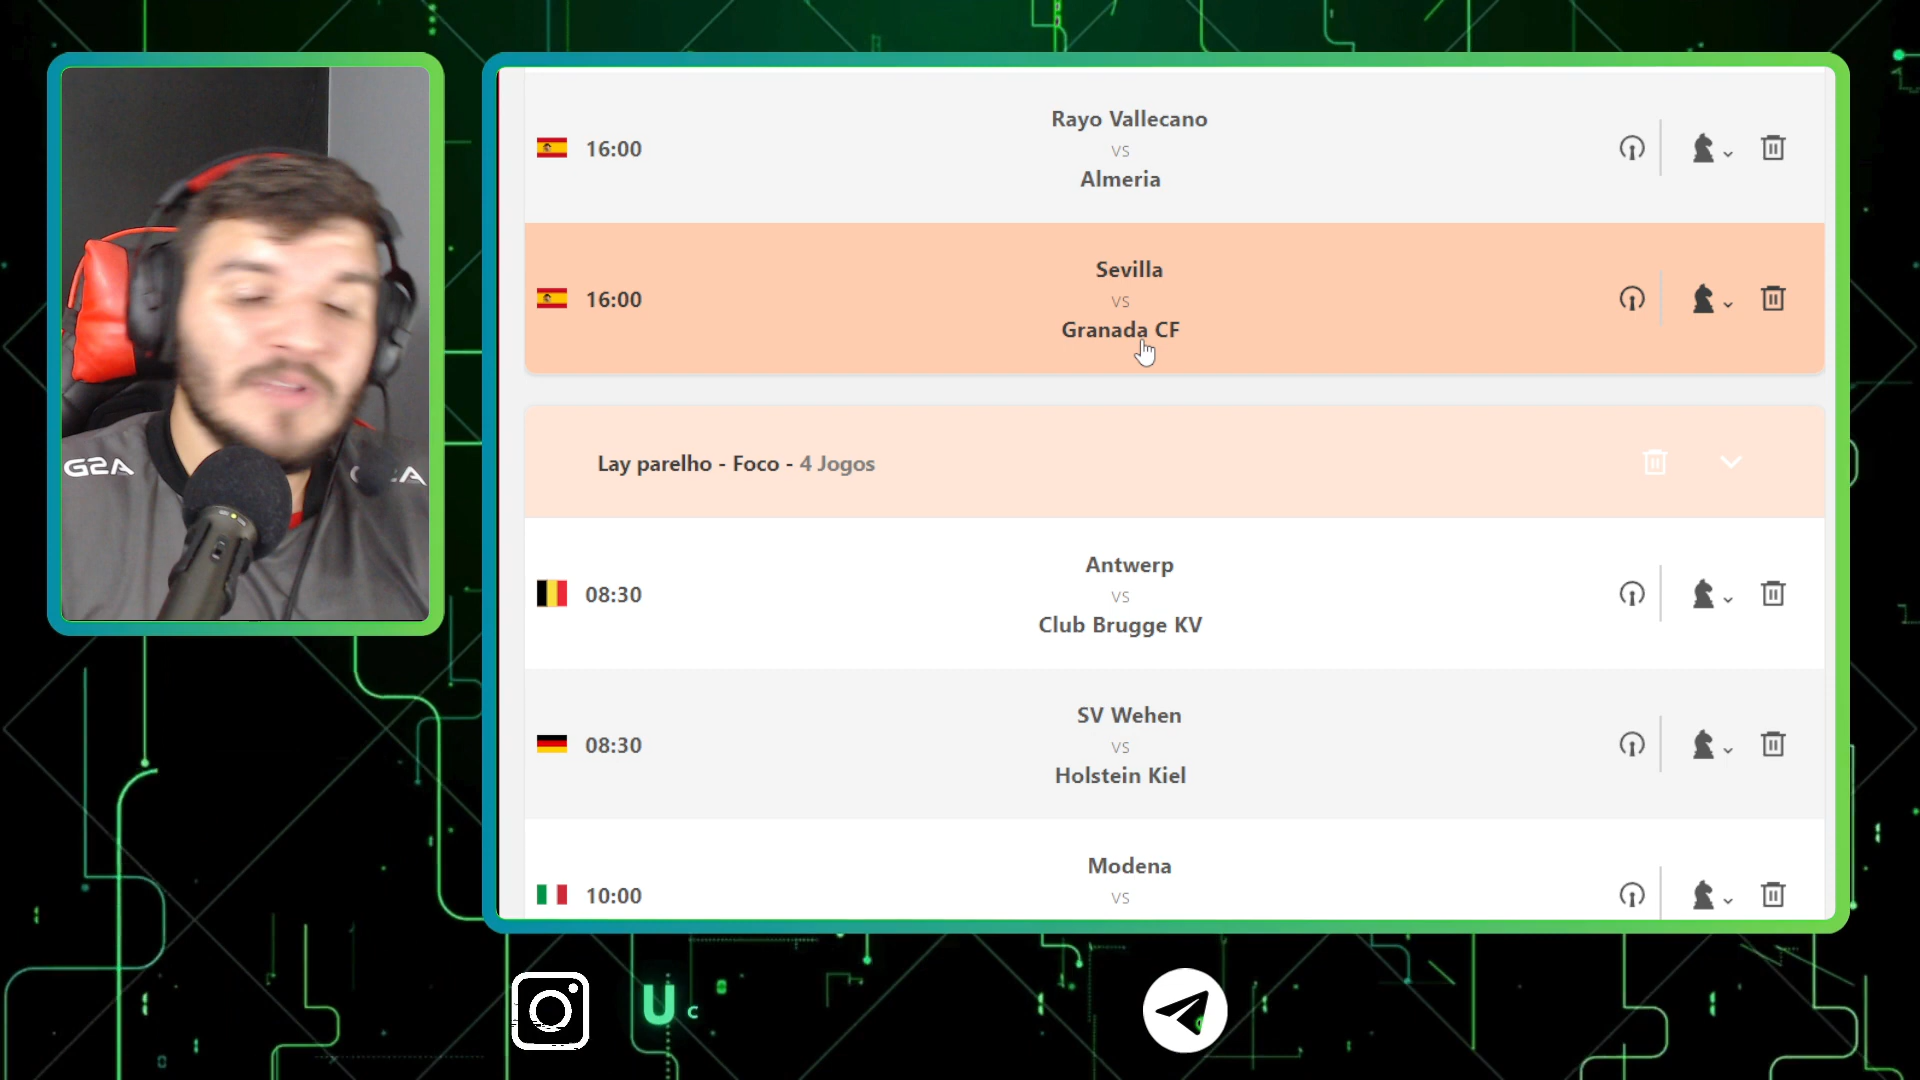 Rayo Vallecano
16:00
VS
Almeria
Sevilla
16:00
VS
Granada CF
Lay parelho - Foco - 4 Jogos
Antwerp
08:30
VS
Club Brugge KV
SV Wehen
08:30
VS
Holstein Kiel
Modena
10:00
VS
G2A
U c